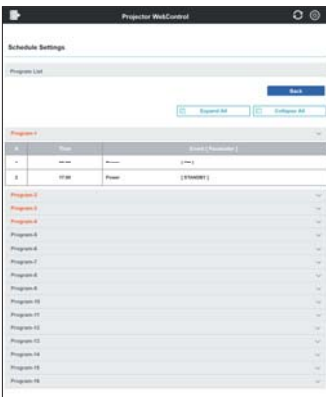 Projector WebControl
Schedule Settings
Program List
Back
Expand All
Collapse All
Program-1
# Time Event [ Parameter ]
2 17:00 Power [ STANDBY ]
Program-2
Program-3
Program-4
Program-5
Program-6
Program-7
Program-8
Program-9
Program-10
Program-11
Program-12
Program-13
Program-14
Program-15
Program-16